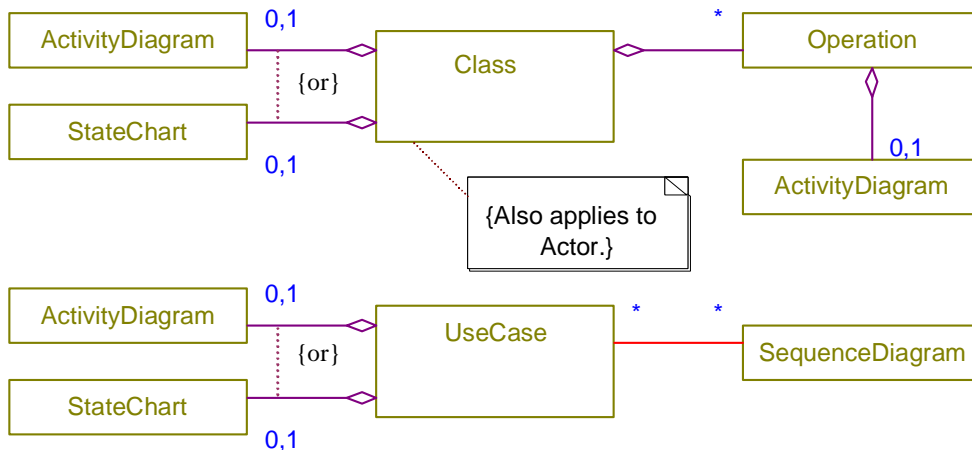 0,1
*
ActivityDiagram
Class
Operation
{or}
StateChart
0,1
0,1
ActivityDiagram
{Also applies to
Actor.}
0,1
ActivityDiagram
*
*
UseCase
{or}
SequenceDiagram
StateChart
0,1